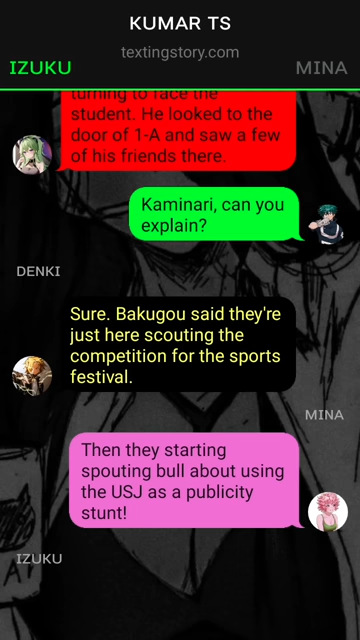 KUMAR TS
textingstory.com
IZUKU
MINA
turning to face the
student. He looked to the
door of 1-A and saw a few
of his friends there.
Kaminari, can you
explain?
DENKI
Sure. Bakugou said they're
just here scouting the
competition for the sports
festival.
MINA
Then they starting
spouting bull about using
the USJ as a publicity
stunt!
IZUKU